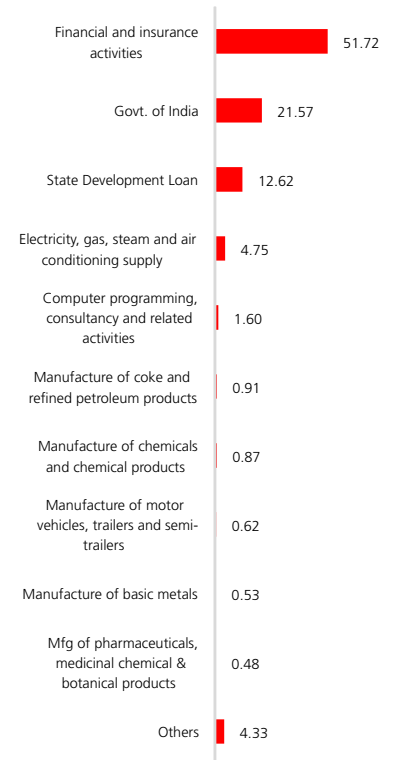 Financial and insurance
activities
51.72
Govt. of India
21.57
State Development Loan
12.62
Electricity, gas, steam and air
conditioning supply
4.75
Computer programming,
consultancy and related
activities
1.60
Manufacture of coke and
refined petroleum products
0.91
Manufacture of chemicals
and chemical products
0.87
Manufacture of motor
vehicles, trailers and semi-
trailers
0.62
Manufacture of basic metals
0.53
Mfg of pharmaceuticals,
medicinal chemical &
botanical products
0.48
Others
4.33